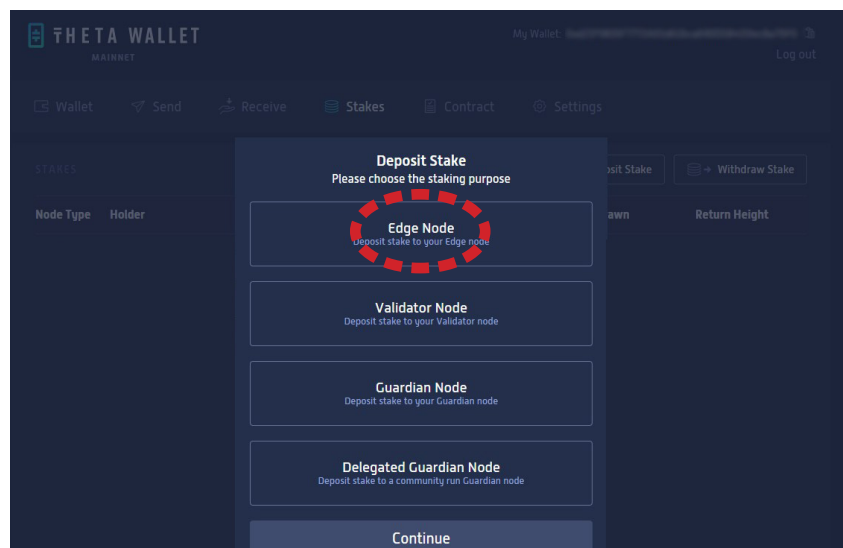 THETA WALLET
MAINNET
My Wallet:
Log out
Wallet Send Receive Stakes Contract Settings
STAKES
Deposit Stake
Please choose the staking purpose
Stake Withdraw Stake
Node Type Holder Return Height
Edge Node
Deposit stake to your Edge node
Validator Node
Deposit stake to your Validator node
Guardian Node
Deposit stake to your Guardian node
Delegated Guardian Node
Deposit stake to a community run Guardian node
Continue